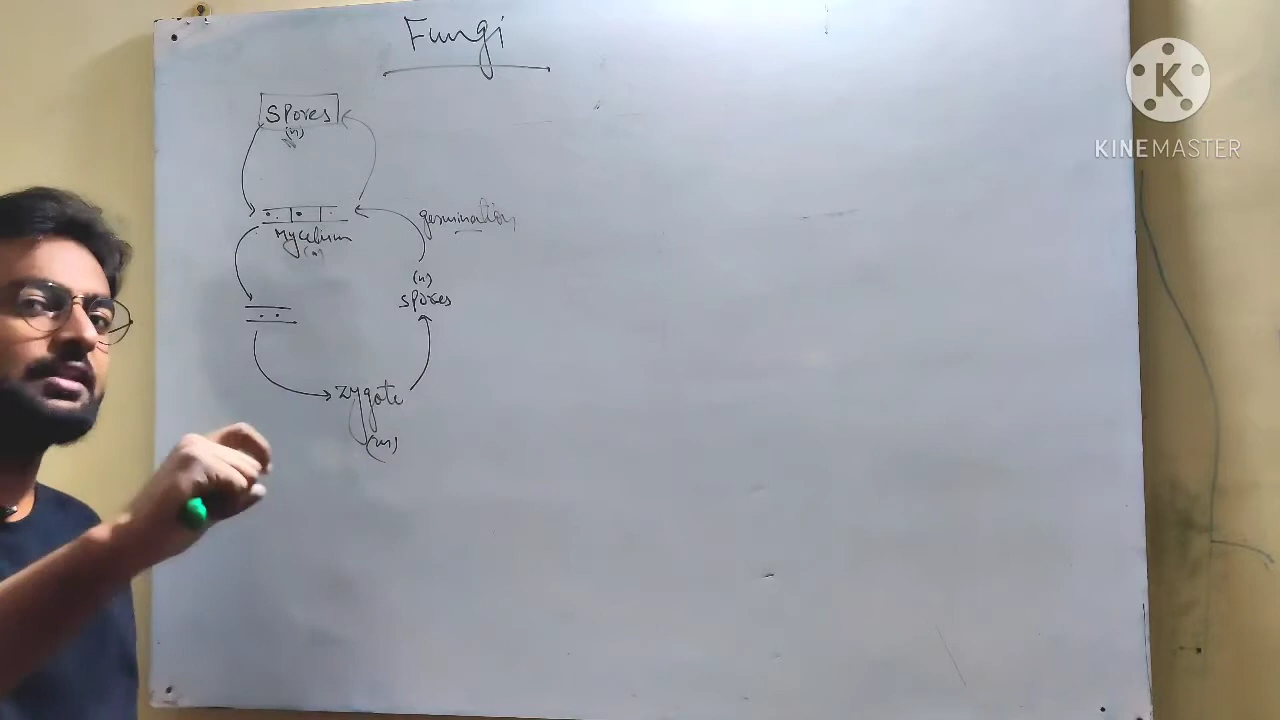 Fungi
Spores
(n)
germination
Mycelium
(n)
(n)
spores
zygote
(2n)
K
KINEMASTER